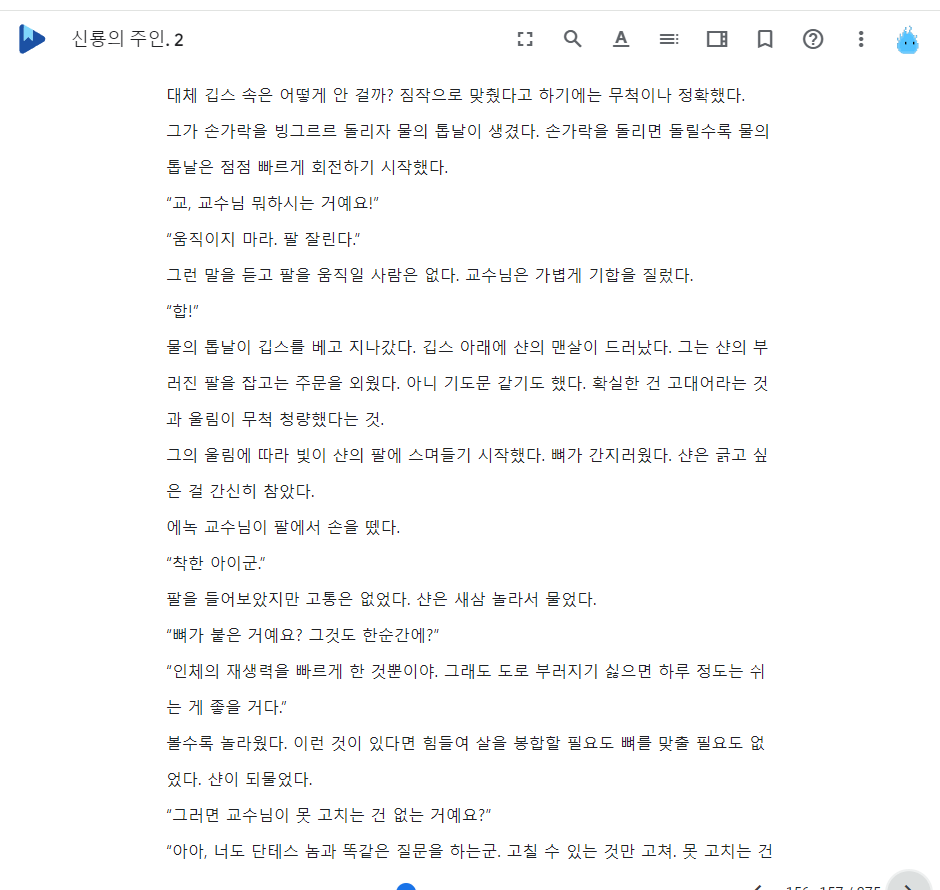 신룡의 주인. 2
대체 깁스 속은 어떻게 안 걸까? 짐작으로 맞췄다고 하기에는 무척이나 정확했다.
그가 손가락을 빙그르르 돌리자 물의 톱날이 생겼다. 손가락을 돌리면 돌릴수록 물의
톱날은 점점 빠르게 회전하기 시작했다.
“교, 교수님 뭐하시는 거예요!”
“움직이지 마라. 팔 잘린다.”
그런 말을 듣고 팔을 움직일 사람은 없다. 교수님은 가볍게 기합을 질렀다.
“합!”
물의 톱날이 깁스를 베고 지나갔다. 깁스 아래에 샨의 맨살이 드러났다. 그는 샨의 부
러진 팔을 잡고는 주문을 외웠다. 아니 기도문 같기도 했다. 확실한 건 고대어라는 것
과 울림이 무척 청량했다는 것.
그의 울림에 따라 빛이 샨의 팔에 스며들기 시작했다. 뼈가 간지러웠다. 샨은 긁고 싶
은 걸 간신히 참았다.
에녹 교수님이 팔에서 손을 뗐다.
“착한 아이군.”
팔을 들어보았지만 고통은 없었다. 샨은 새삼 놀라서 물었다.
“뼈가 붙은 거예요? 그것도 한순간에?”
“인체의 재생력을 빠르게 한 것뿐이야. 그래도 도로 부러지기 싫으면 하루 정도는 쉬
는 게 좋을 거다.”
볼수록 놀라웠다. 이런 것이 있다면 힘들여 살을 봉합할 필요도 뼈를 맞출 필요도 없
었다. 샨이 되물었다.
“그러면 교수님이 못 고치는 건 없는 거예요?”
“아아, 너도 단테스 놈과 똑같은 질문을 하는군. 고칠 수 있는 것만 고쳐. 못 고치는 건